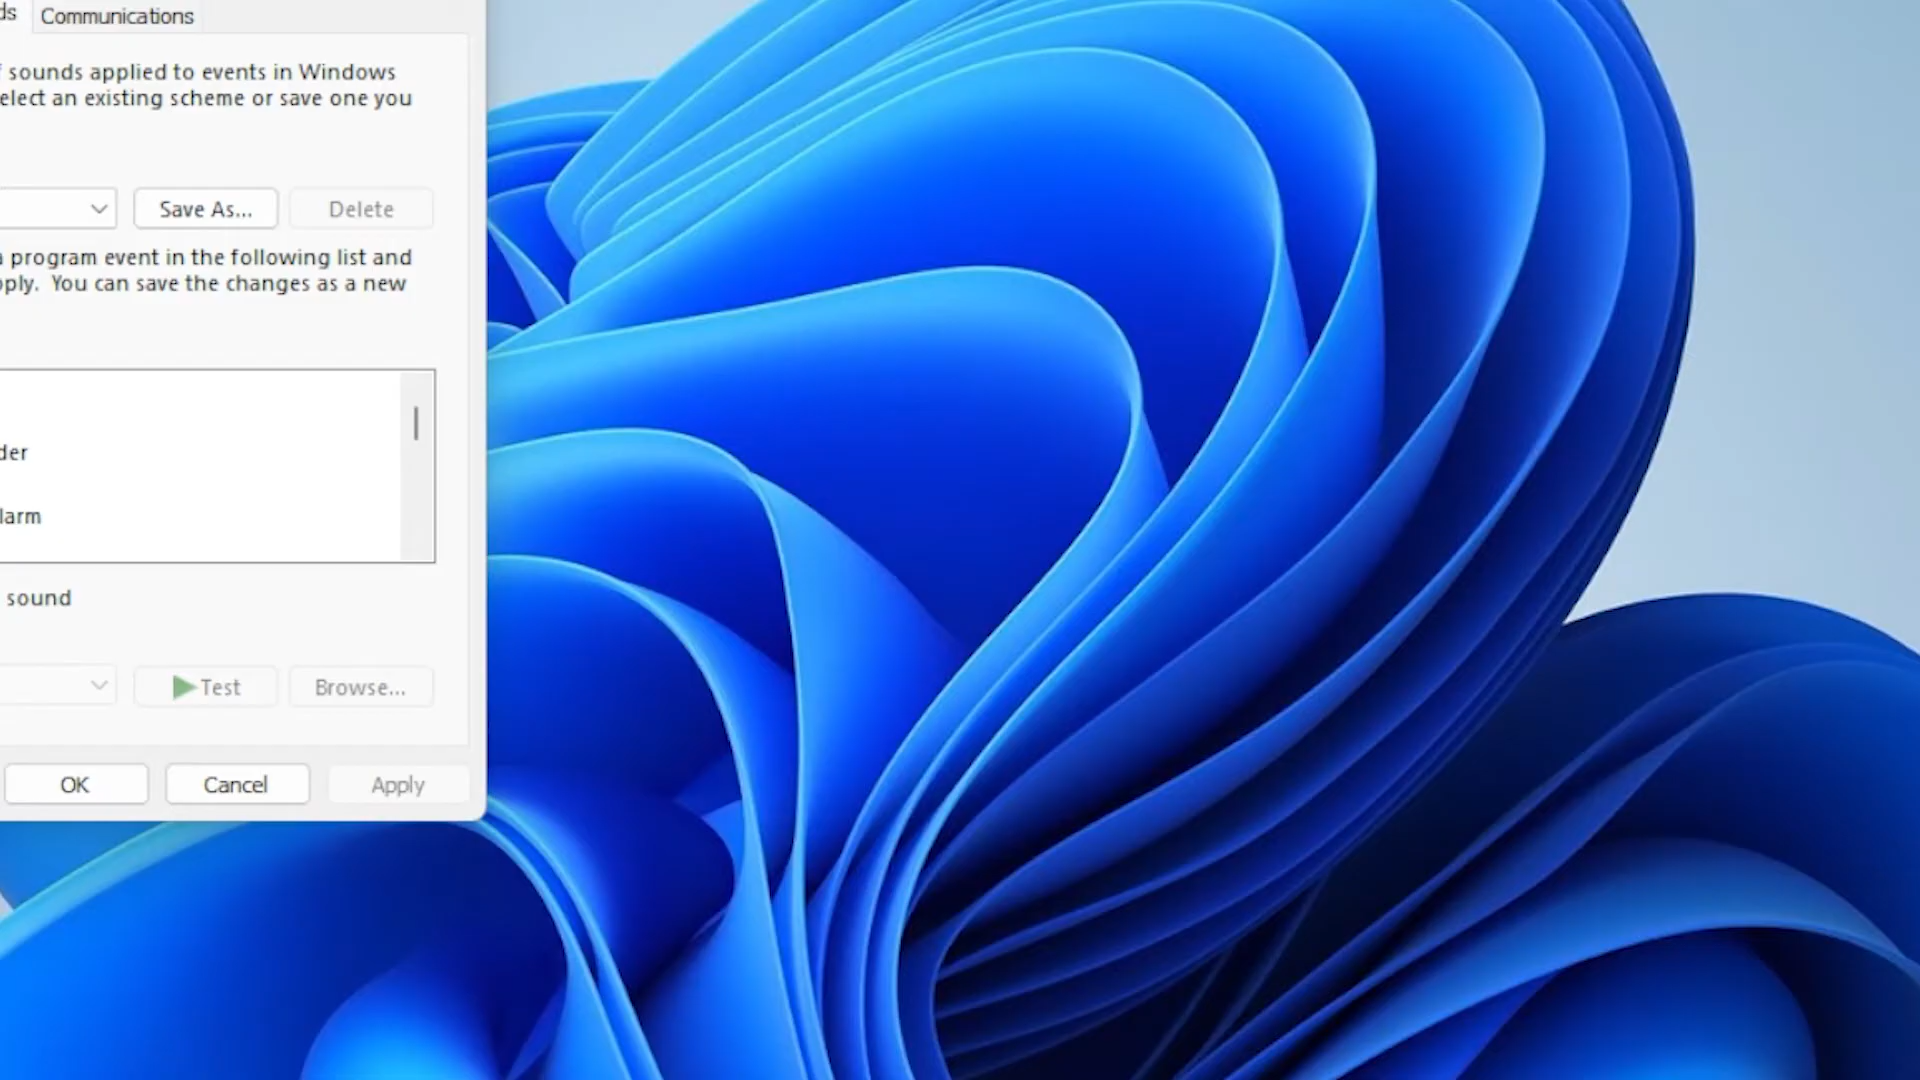 Communications
sounds applied to events in Windows
elect an existing scheme or save one you
Save As...
Delete
program event in the following list and
You can save the changes as a new
der
larm
sound
Test
Browse...
OK
Cancel
Apply